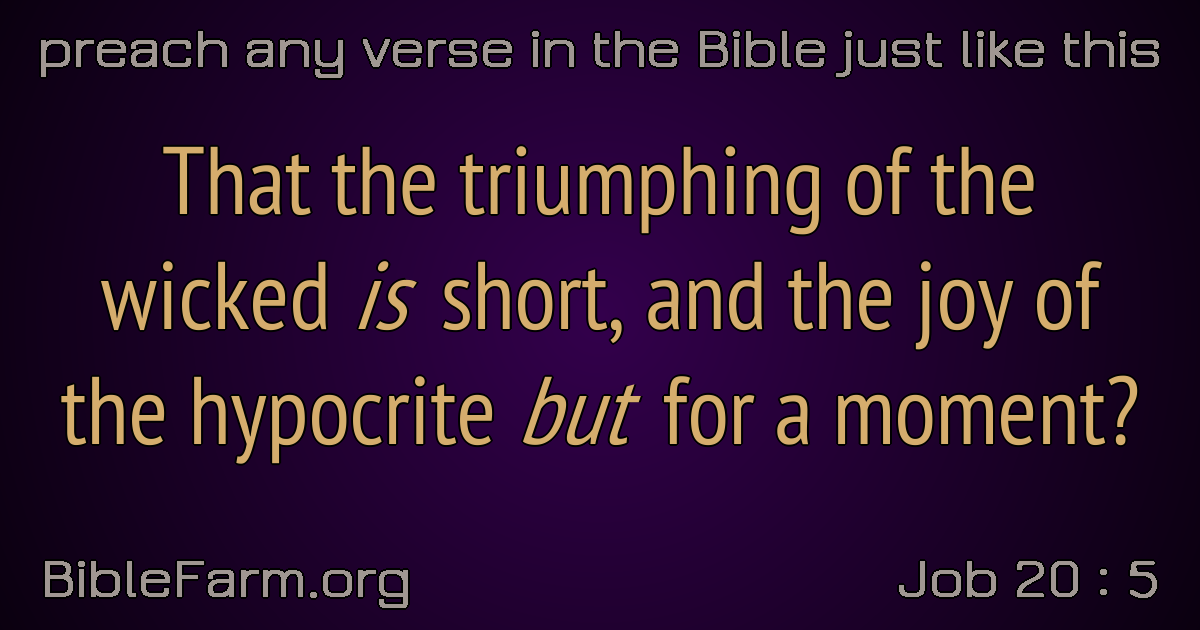 preach any verse in the Bible just like this
That the triumphing of the
wicked is short, and the joy of
the hypocrite but for a moment?
BibleFarm.org
Job 20 : 5